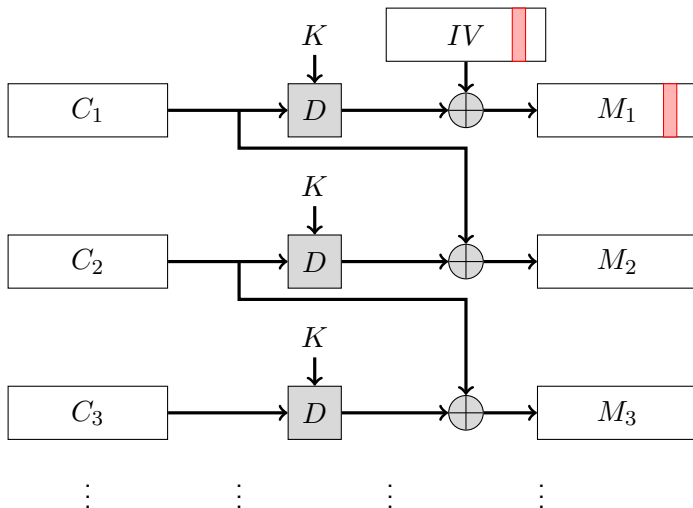 K IV
C₁ D M₁
K
C₂ D M₂
K
C₃ D M₃
⋮ ⋮ ⋮ ⋮